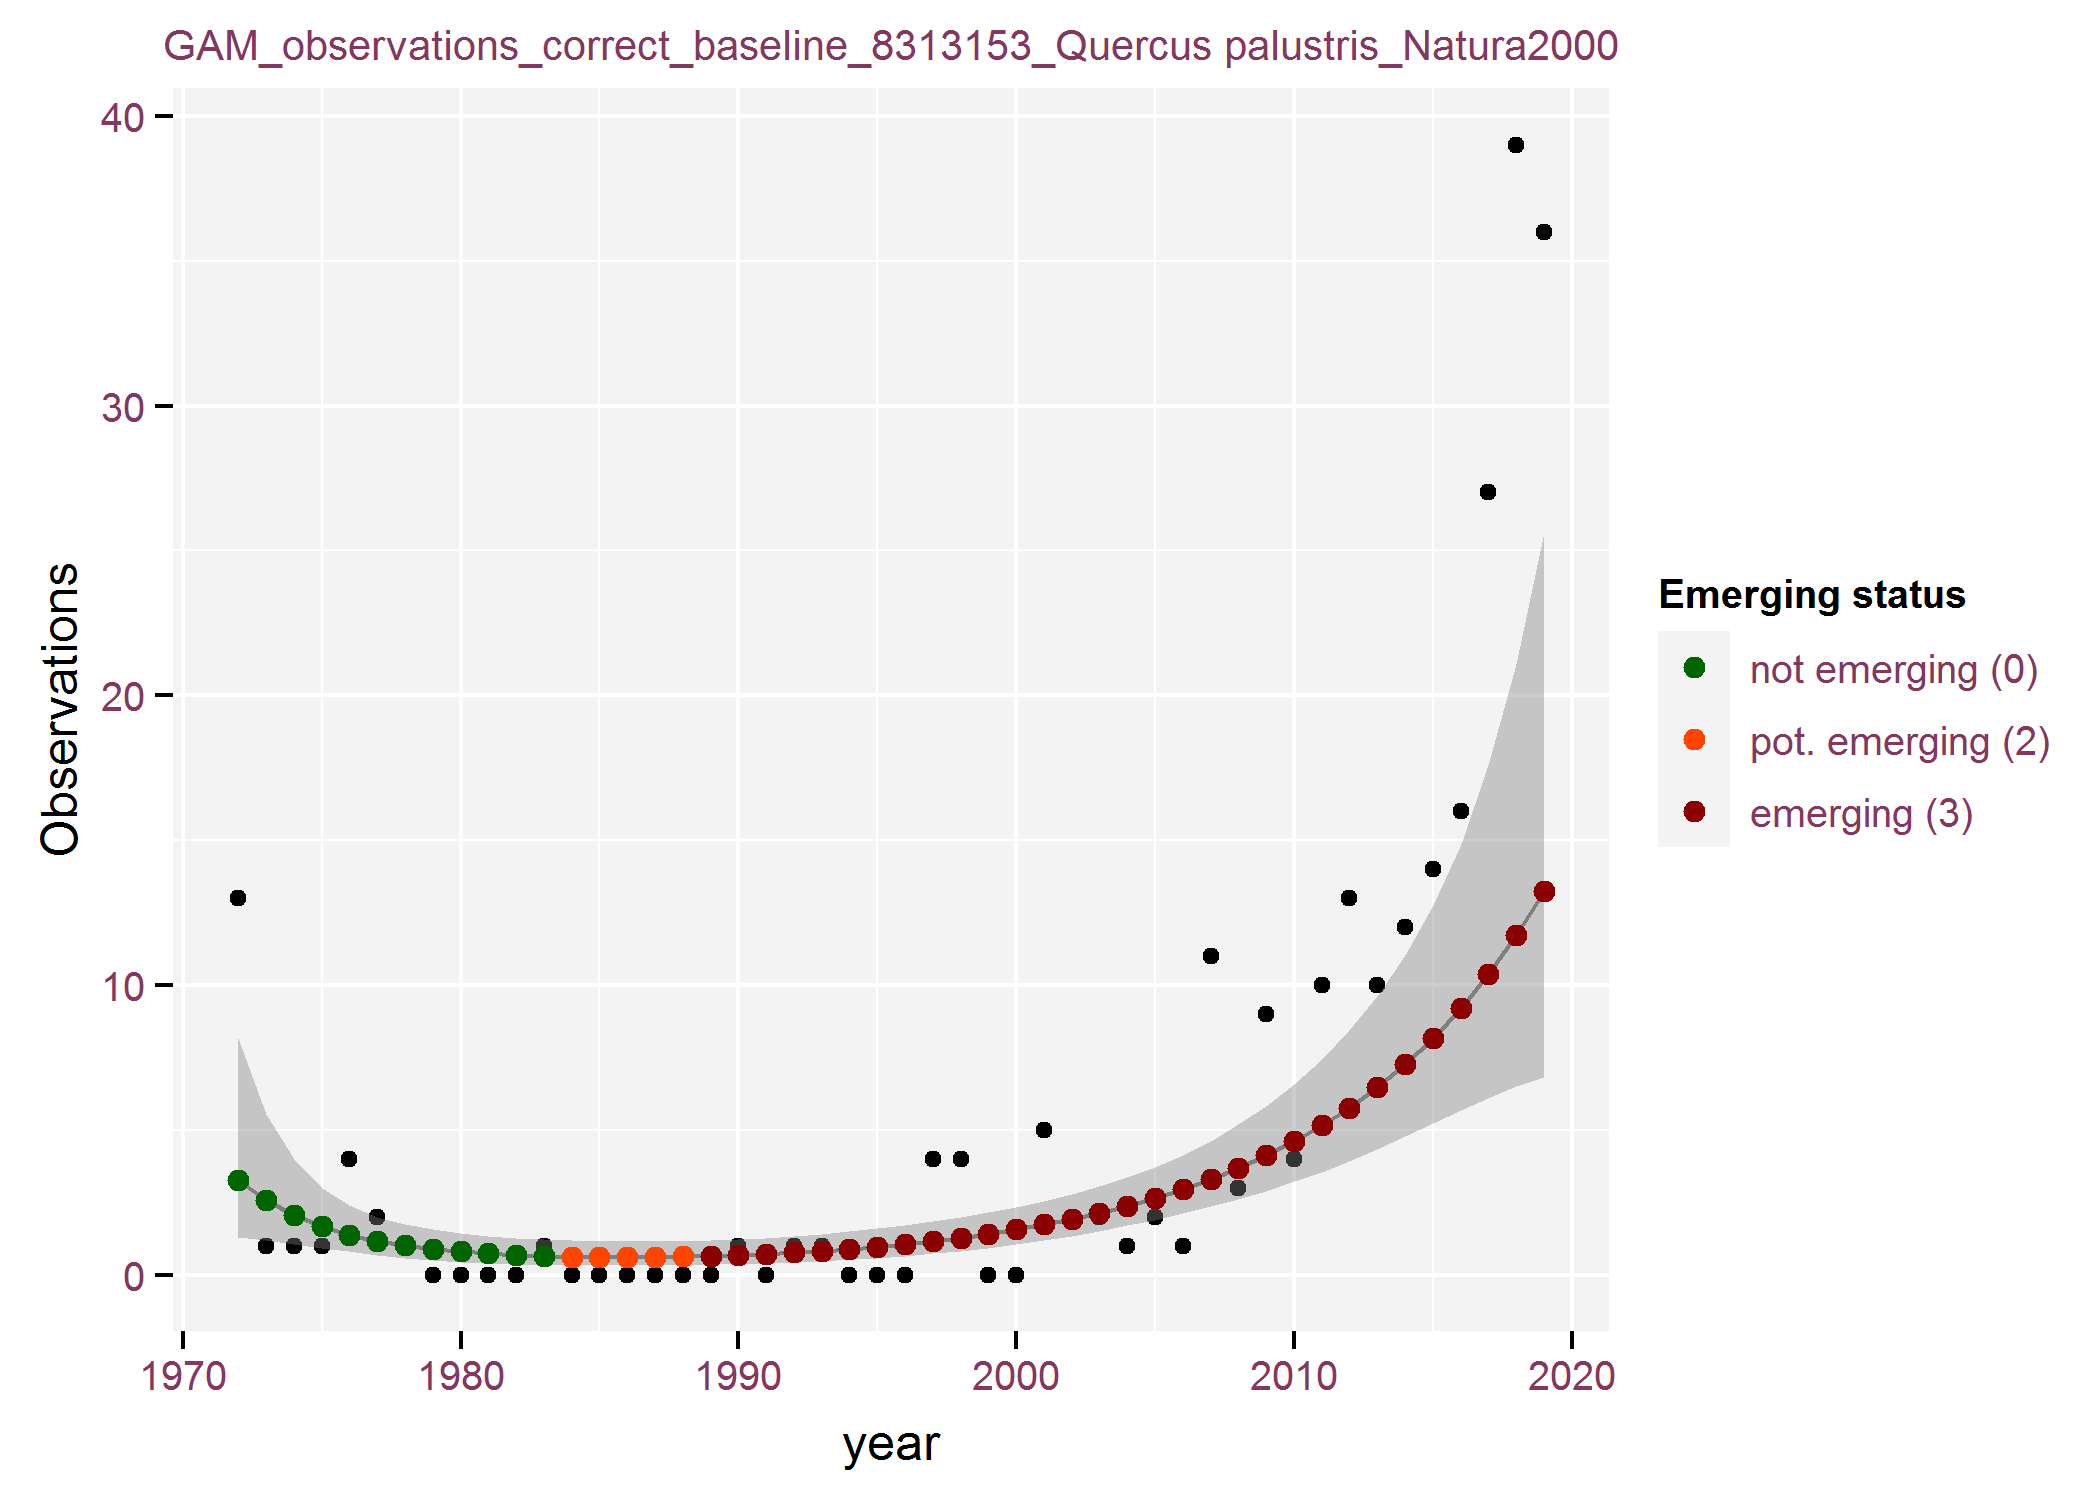 GAM_observations_correct_baseline_8313153_Quercus palustris_Natura2000
40
30
20
10
0
Observations
1970 1980 1990 2000 2010 2020
year
Emerging status
not emerging (0)
pot. emerging (2)
emerging (3)